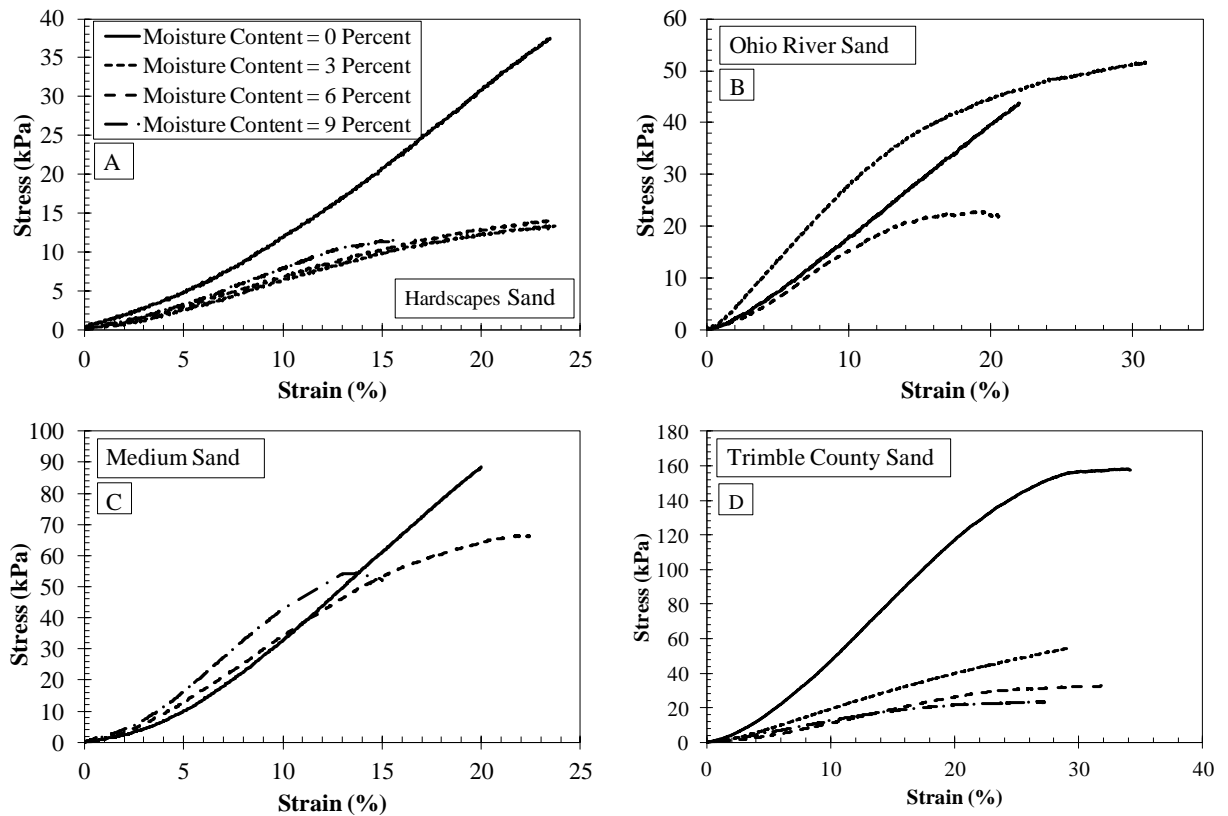 40
35
30
25
20
15
10
5
0
Stress (kPa)
Moisture Content = 0 Percent
Moisture Content = 3 Percent
Moisture Content = 6 Percent
Moisture Content = 9 Percent
A
Hardscapes Sand
0 5 10 15 20 25
Strain (%)
60
50
40
30
20
10
0
Stress (kPa)
Ohio River Sand
B
0 10 20 30
Strain (%)
100
90
80
70
60
50
40
30
20
10
0
Stress (kPa)
Medium Sand
C
0 5 10 15 20 25
Strain (%)
180
160
140
120
100
80
60
40
20
0
Stress (kPa)
Trimble County Sand
D
0 10 20 30 40
Strain (%)